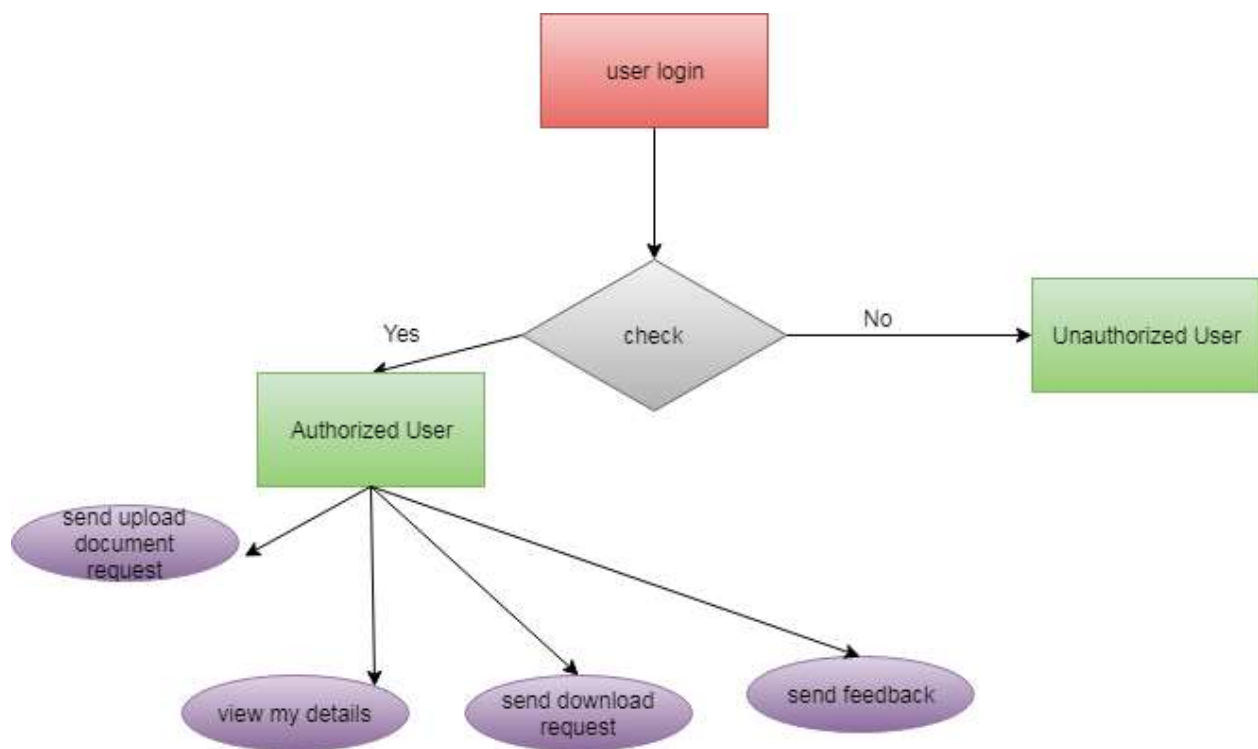 user login
check
Yes
No
Unauthorized User
Authorized User
send upload
document
request
view my details
send download
request
send feedback